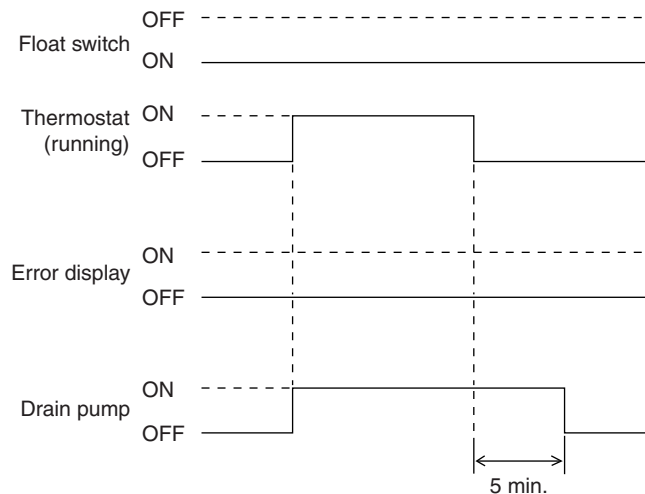 OFF
Float switch
ON
Thermostat
(running)
ON
OFF
Error display
ON
OFF
Drain pump
ON
OFF
5 min.